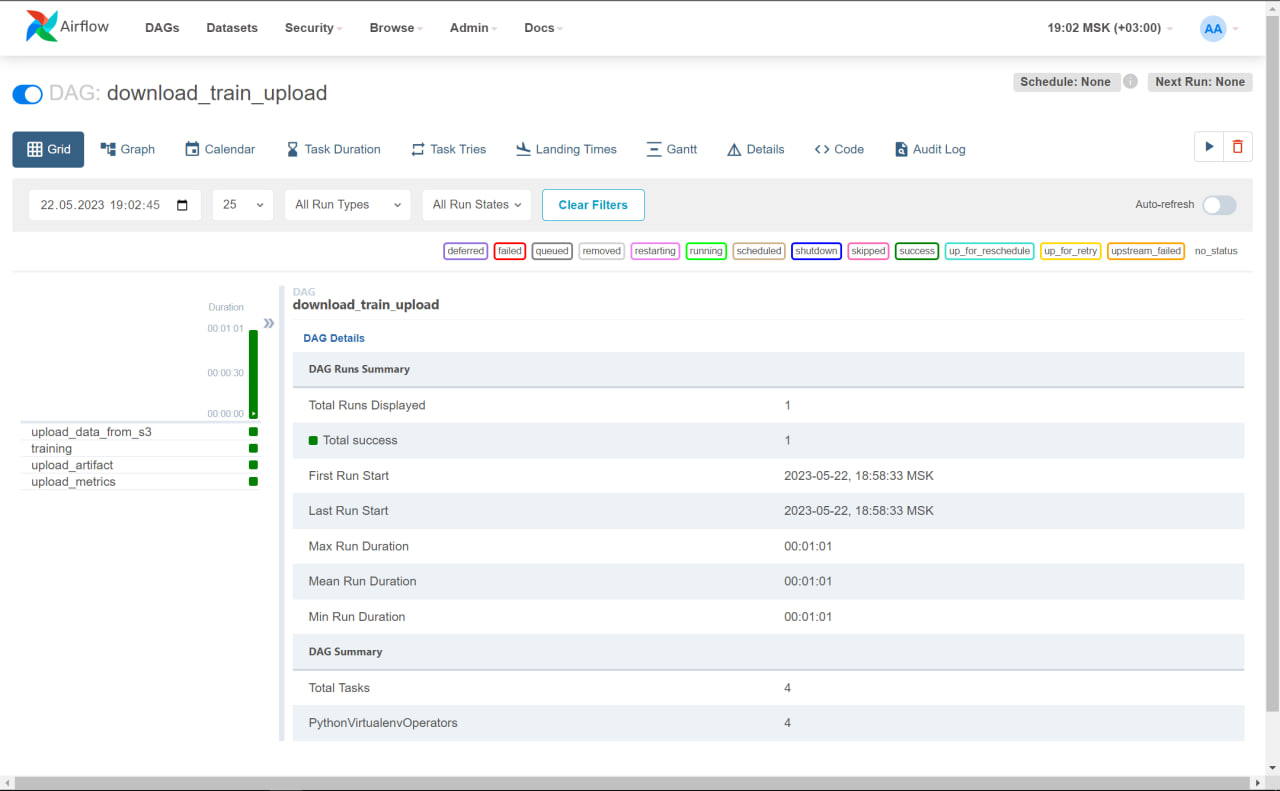 Airflow DAGs Datasets Security Browse Admin Docs 19:02 MSK (+03:00) AA
DAG: download_train_upload Schedule: None Next Run: None
Grid Graph Calendar Task Duration Task Tries Landing Times Gantt Details Code Audit Log
22.05.2023 19:02:45 25 All Run Types All Run States Clear Filters Auto-refresh
deferred failed queued removed restarting running scheduled shutdown skipped success up_for_reschedule up_for_retry upstream_failed no_status
Duration
00:01:01
00:00:30
00:00:00
upload_data_from_s3
training
upload_artifact
upload_metrics
DAG
download_train_upload
DAG Details
DAG Runs Summary
Total Runs Displayed 1
Total success 1
First Run Start 2023-05-22, 18:58:33 MSK
Last Run Start 2023-05-22, 18:58:33 MSK
Max Run Duration 00:01:01
Mean Run Duration 00:01:01
Min Run Duration 00:01:01
DAG Summary
Total Tasks 4
PythonVirtualenvOperators 4